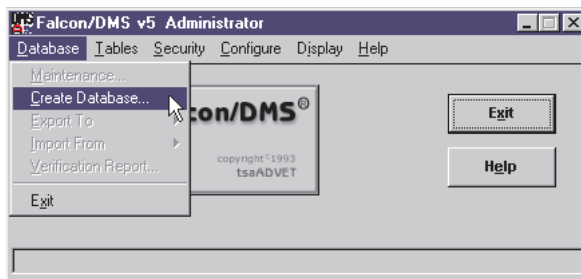 Falcon/DMS v5 Administrator
Database Tables Security Configure Display Help
Maintenance...
Create Database...
Export To
Import From
Verification Report...
Exit
lcon/DMS®
copyright ©1993
tsaADVET
Exit
Help